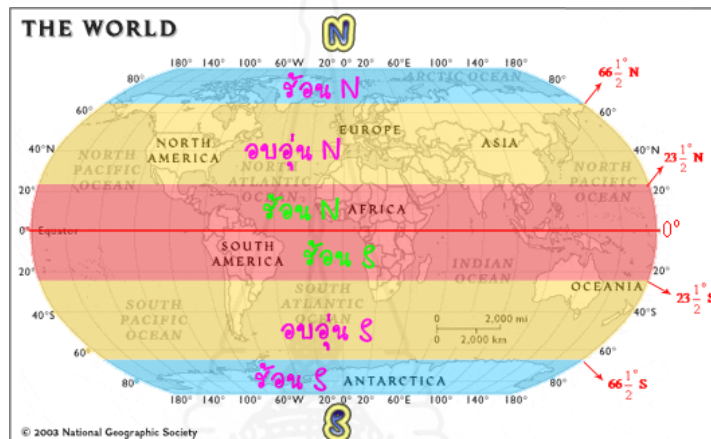 THE WORLD
N
180° 140° 100° 60°W 20° 0° 20° 60°E 100° 140° 180°
ARCTIC OCEAN
ร้อน N
66 1/2° N
80° 80°
60° 60°
NORTH AMERICA
EUROPE
ASIA
อบอุ่น N
40°N 40°N
NORTH PACIFIC OCEAN
NORTH ATLANTIC OCEAN
NORTH PACIFIC OCEAN
23 1/2° N
20° 20°
ร้อน N
AFRICA
0° Equator 0°
SOUTH AMERICA
ร้อน S
INDIAN OCEAN
20° 20°
OCEANIA
23 1/2° S
SOUTH PACIFIC OCEAN
SOUTH ATLANTIC OCEAN
40°S 40°S
อบอุ่น S
0 2,000 mi
0 2,000 km
60° 60°
66 1/2° S
ร้อน S
ANTARCTICA
80° 80°
180° 140° 100° 60°W 20° 0° 20° 60°E 100° 140° 180°
S
© 2003 National Geographic Society